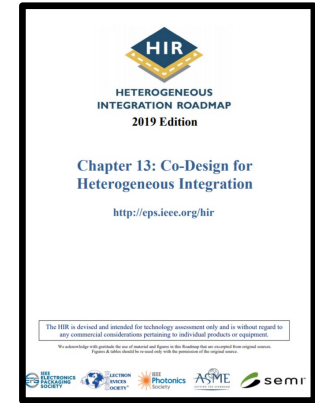 HIR
HETEROGENEOUS
INTEGRATION ROADMAP
2019 Edition
Chapter 13: Co-Design for
Heterogeneous Integration
http://eps.ieee.org/hir
The HIR is devised and intended for technology assessment only and is without regard to
any commercial considerations pertaining to individual products or equipment.
We acknowledge with gratitude the use of material and figures in this Roadmap that are excerpted from original sources.
Figures & tables should be re-used only with the permission of the original source.
IEEE
ELECTRONICS
PACKAGING
SOCIETY
ELECTRON
DEVICES
SOCIETY
IEEE
Photonics
Society
ASME
semi